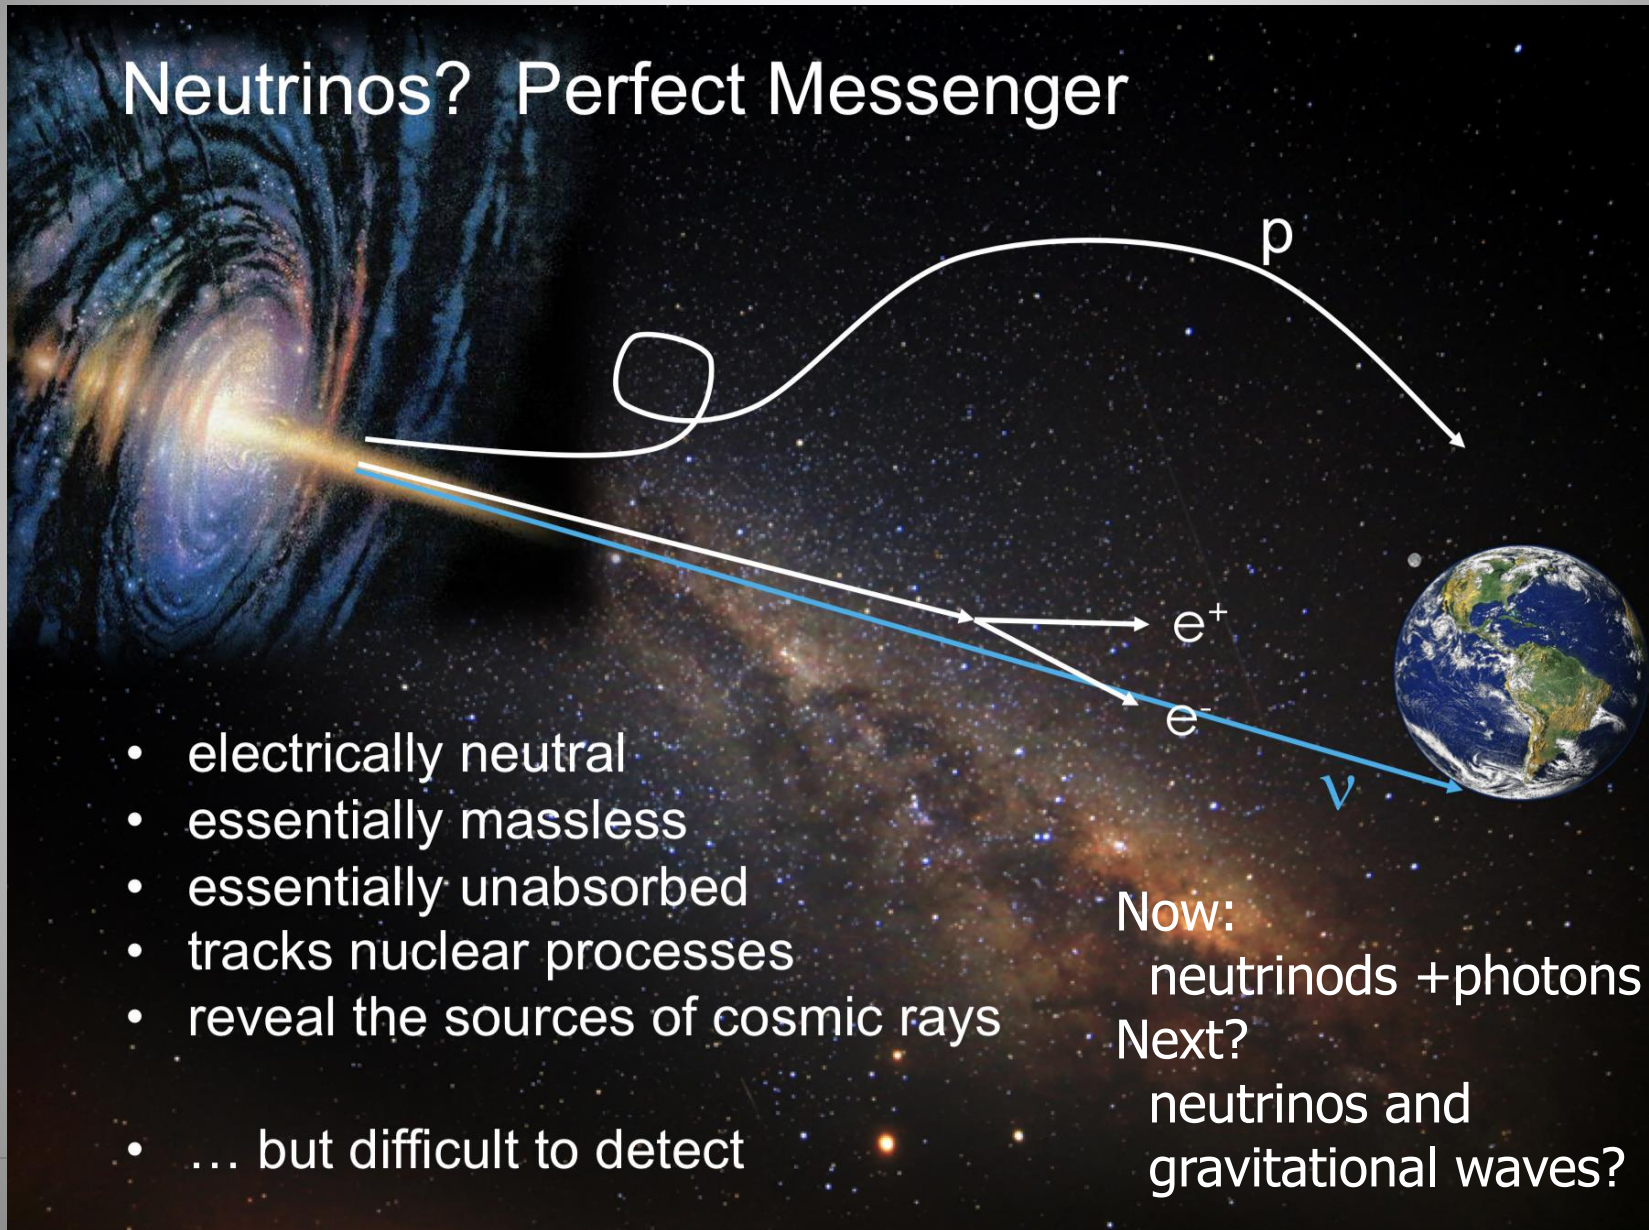 Neutrinos? Perfect Messenger
p
e+
e-
ν
• electrically neutral
• essentially massless
• essentially unabsorbed
• tracks nuclear processes
• reveal the sources of cosmic rays
• … but difficult to detect
Now:
neutrinods +photons
Next?
neutrinos and
gravitational waves?